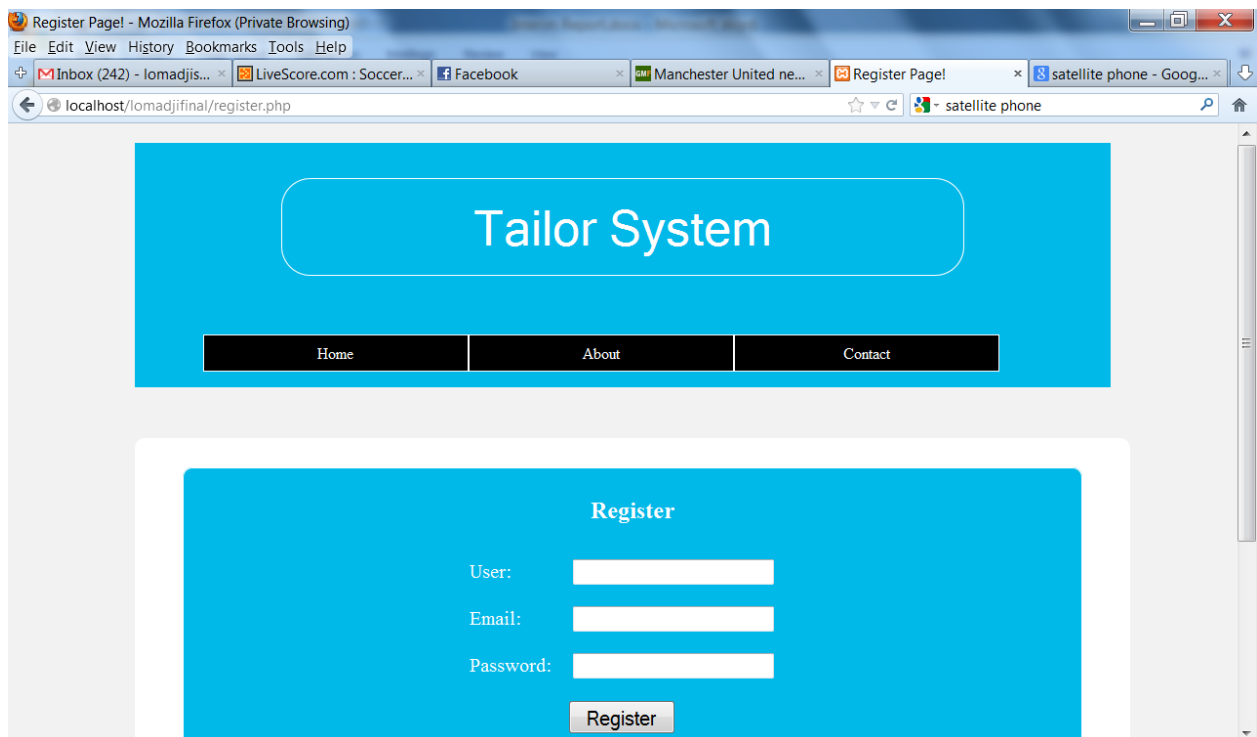 Register Page! - Mozilla Firefox (Private Browsing)
File Edit View History Bookmarks Tools Help
Inbox (242) - lomadjis... LiveScore.com : Soccer... Facebook Manchester United ne... Register Page! satellite phone - Goog...
localhost/lomadjifinal/register.php satellite phone
Tailor System
Home About Contact
Register
User:
Email:
Password:
Register